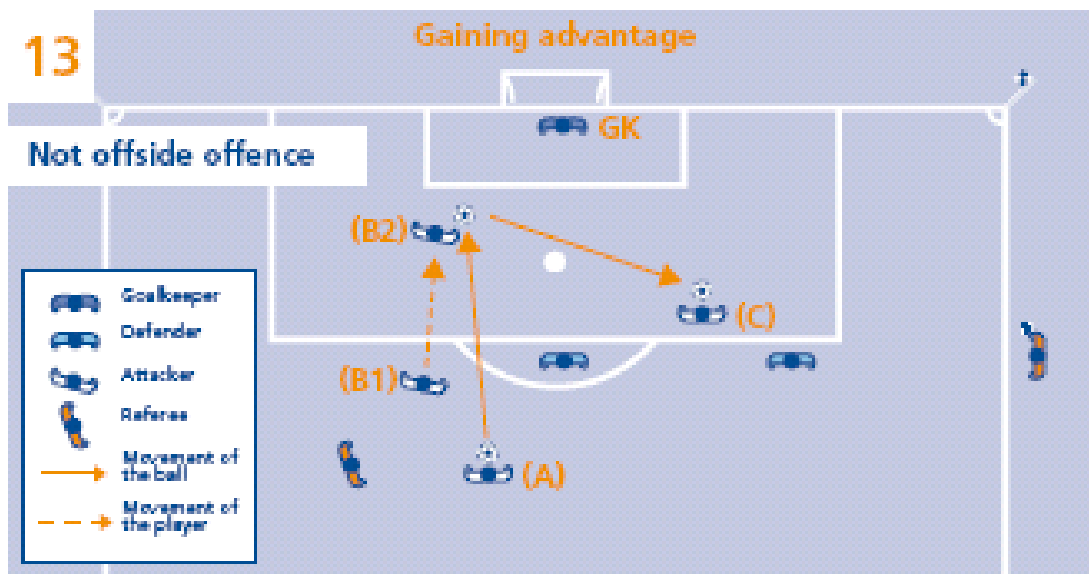 13
Gaining advantage
GK
Not offside offence
(B2)
(C)
(B1)
(A)
Goalkeeper
Defender
Attacker
Referee
Movement of
the ball
Movement of
the player